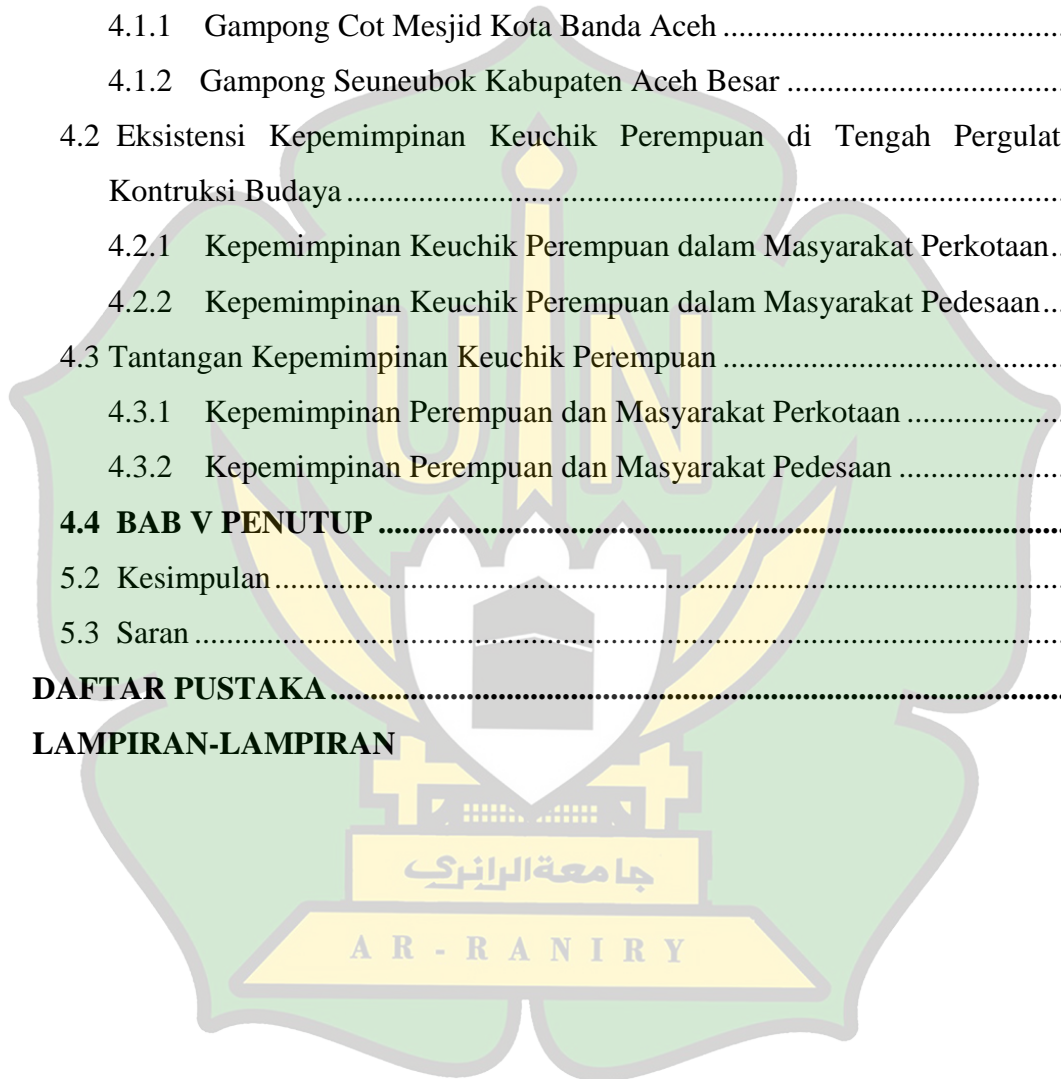 4.1.1 Gampong Cot Mesjid Kota Banda Aceh ....................................
4.1.2 Gampong Seuneubok Kabupaten Aceh Besar ............................
4.2 Eksistensi Kepemimpinan Keuchik Perempuan di Tengah Pergulat
Kontruksi Budaya ................................................................................
4.2.1 Kepemimpinan Keuchik Perempuan dalam Masyarakat Perkotaan...
4.2.2 Kepemimpinan Keuchik Perempuan dalam Masyarakat Pedesaan....
4.3 Tantangan Kepemimpinan Keuchik Perempuan ......................................
4.3.1 Kepemimpinan Perempuan dan Masyarakat Perkotaan .................
4.3.2 Kepemimpinan Perempuan dan Masyarakat Pedesaan ..................
4.4 BAB V PENUTUP ............................................................................
5.2 Kesimpulan ........................................................................................
5.3 Saran ..................................................................................................
DAFTAR PUSTAKA ................................................................................
LAMPIRAN-LAMPIRAN
UIN
جامعة الرانري
AR-RANIRY